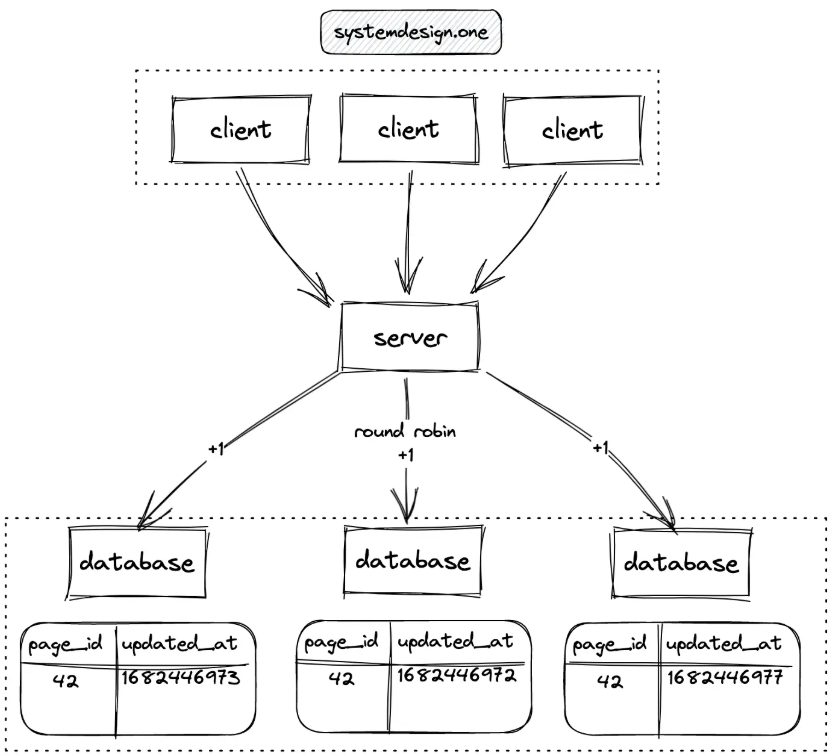 systemdesign.one
client client client
server
round robin
+1 +1 +1
database database database
page_id updated_at page_id updated_at page_id updated_at
42 1682446973 42 1682446972 42 1682446977